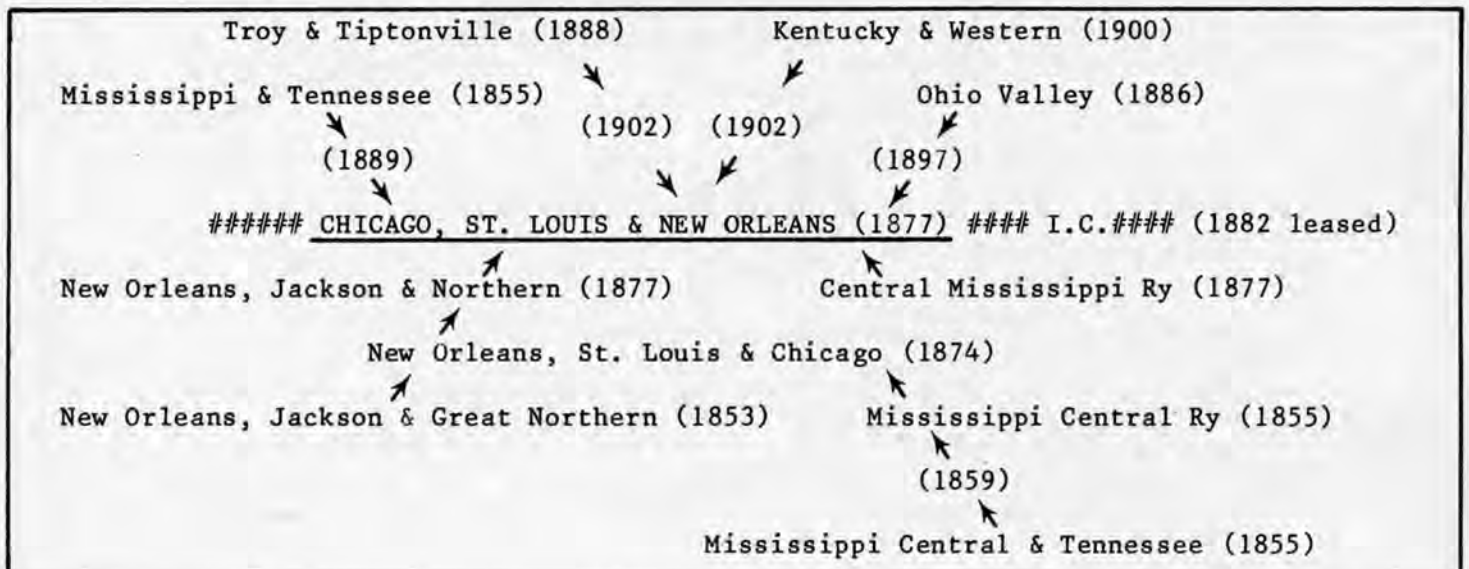 Troy & Tiptonville (1888) Kentucky & Western (1900)
Mississippi & Tennessee (1855) Ohio Valley (1886)
(1902) (1902)
(1889) (1897)
###### CHICAGO, ST. LOUIS & NEW ORLEANS (1877) #### I.C.#### (1882 leased)
New Orleans, Jackson & Northern (1877) Central Mississippi Ry (1877)
New Orleans, St. Louis & Chicago (1874)
New Orleans, Jackson & Great Northern (1853) Mississippi Central Ry (1855)
(1859)
Mississippi Central & Tennessee (1855)